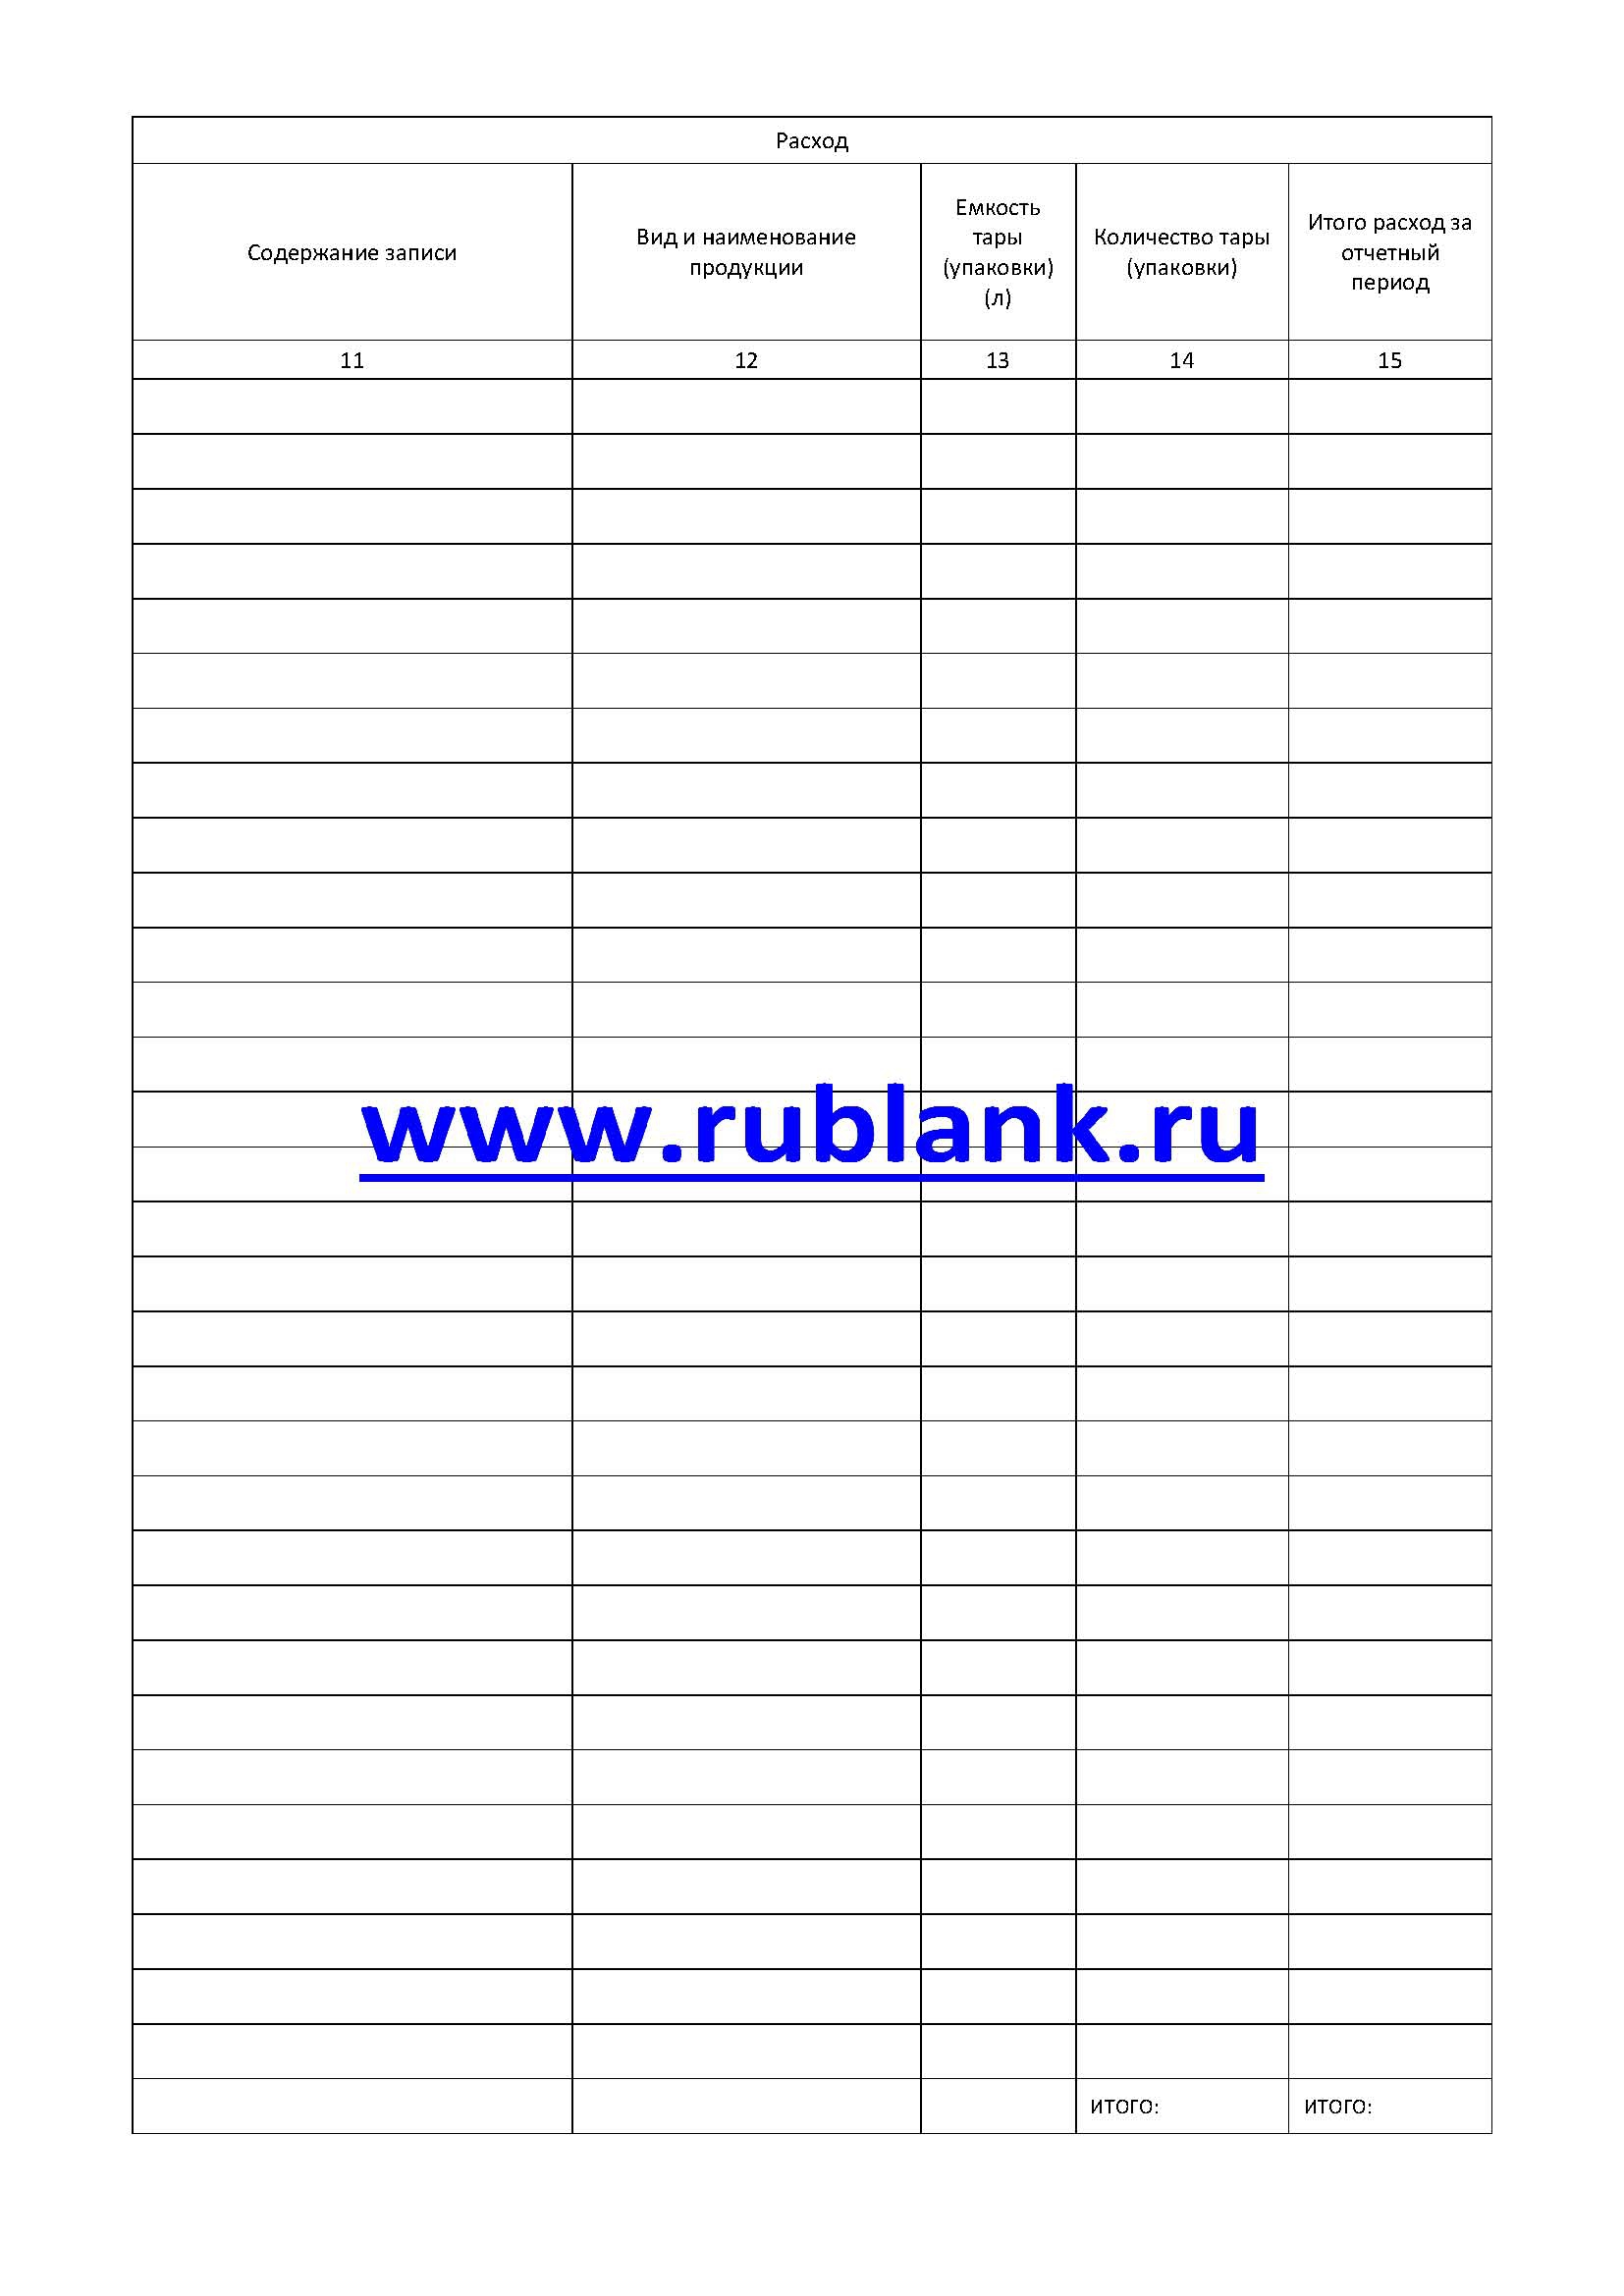 Расход
Содержание записи
Вид и наименование
продукции
Емкость
тары
(упаковки)
(л)
Количество тары
(упаковки)
Итого расход за
отчетный
период
11
12
13
14
15
www.rublank.ru
ИТОГО:
ИТОГО: